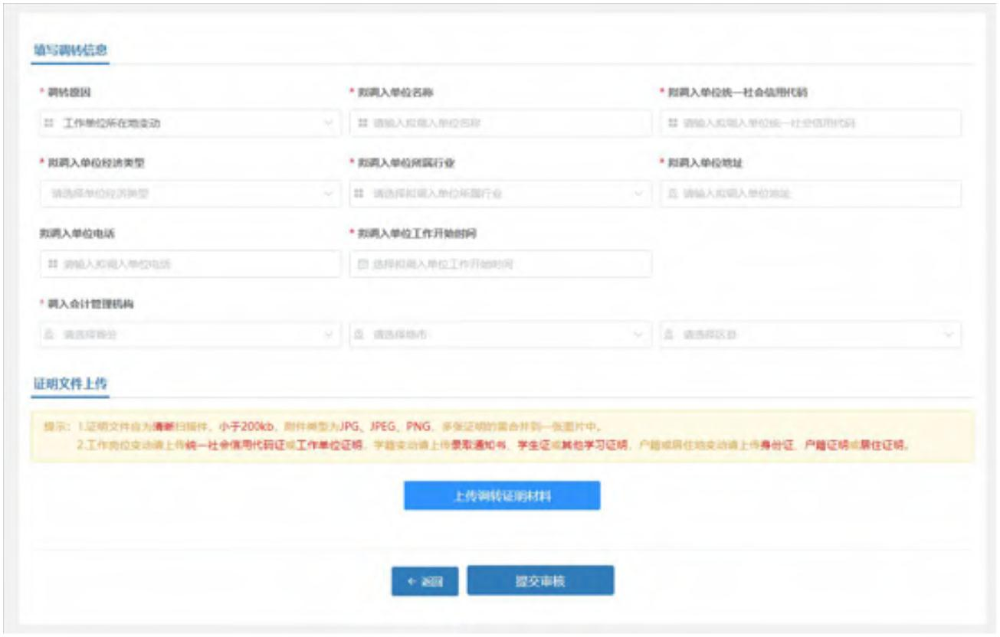 填写调转信息
* 调转原因
* 拟调入单位名称
* 拟调入单位统一社会信用代码
工作单位所在地变动
请输入拟调入单位名称
请输入拟调入单位统一社会信用代码
* 拟调入单位经济类型
* 拟调入单位所属行业
* 拟调入单位地址
请选择单位经济类型
请选择拟调入单位所属行业
请输入拟调入单位地址
拟调入单位电话
* 拟调入单位工作开始时间
请输入拟调入单位电话
选择拟调入单位工作开始时间
* 调入会计管理机构
请选择省份
请选择地市
请选择区县
证明文件上传
提示：1.证明文件应为清晰扫描件，小于200kb，附件类型为JPG、JPEG、PNG，多张证明的需合并到一张图片中。
2.工作岗位变动请上传统一社会信用代码证或工作单位证明，学籍变动请上传录取通知书、学生证或其他学习证明，户籍或居住地变动请上传身份证、户籍证明或居住证明。
上传调转证明材料
← 返回
提交审核